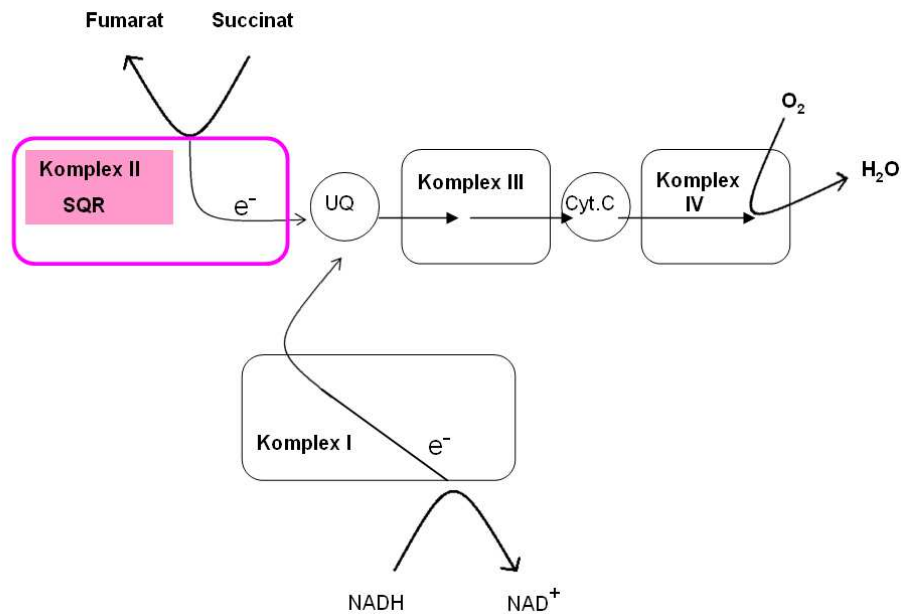 Fumarat
Succinat
Komplex II
SQR
e⁻
UQ
Komplex III
Cyt.C
Komplex
IV
O₂
H₂O
Komplex I
e⁻
NADH
NAD⁺